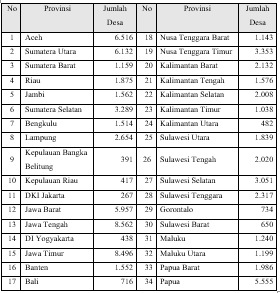 No Provinsi Jumlah Desa No Provinsi Jumlah Desa
1 Aceh 6.516 18 Nusa Tenggara Barat 1.143
2 Sumatera Utara 6.132 19 Nusa Tenggara Timur 3.353
3 Sumatera Barat 1.159 20 Kalimantan Barat 2.132
4 Riau 1.875 21 Kalimantan Tengah 1.576
5 Jambi 1.562 22 Kalimantan Selatan 2.008
6 Sumatera Selatan 3.289 23 Kalimantan Timur 1.038
7 Bengkulu 1.514 24 Kalimantan Utara 482
8 Lampung 2.654 25 Sulawesi Utara 1.839
9 Kepulauan Bangka Belitung 391 26 Sulawesi Tengah 2.020
10 Kepulauan Riau 417 27 Sulawesi Selatan 3.051
11 DKI Jakarta 267 28 Sulawesi Tenggara 2.317
12 Jawa Barat 5.957 29 Gorontalo 734
13 Jawa Tengah 8.562 30 Sulawesi Barat 650
14 DI Yogyakarta 438 31 Maluku 1.240
15 Jawa Timur 8.496 32 Maluku Utara 1.199
16 Banten 1.552 33 Papua Barat 1.986
17 Bali 716 34 Papua 5.555